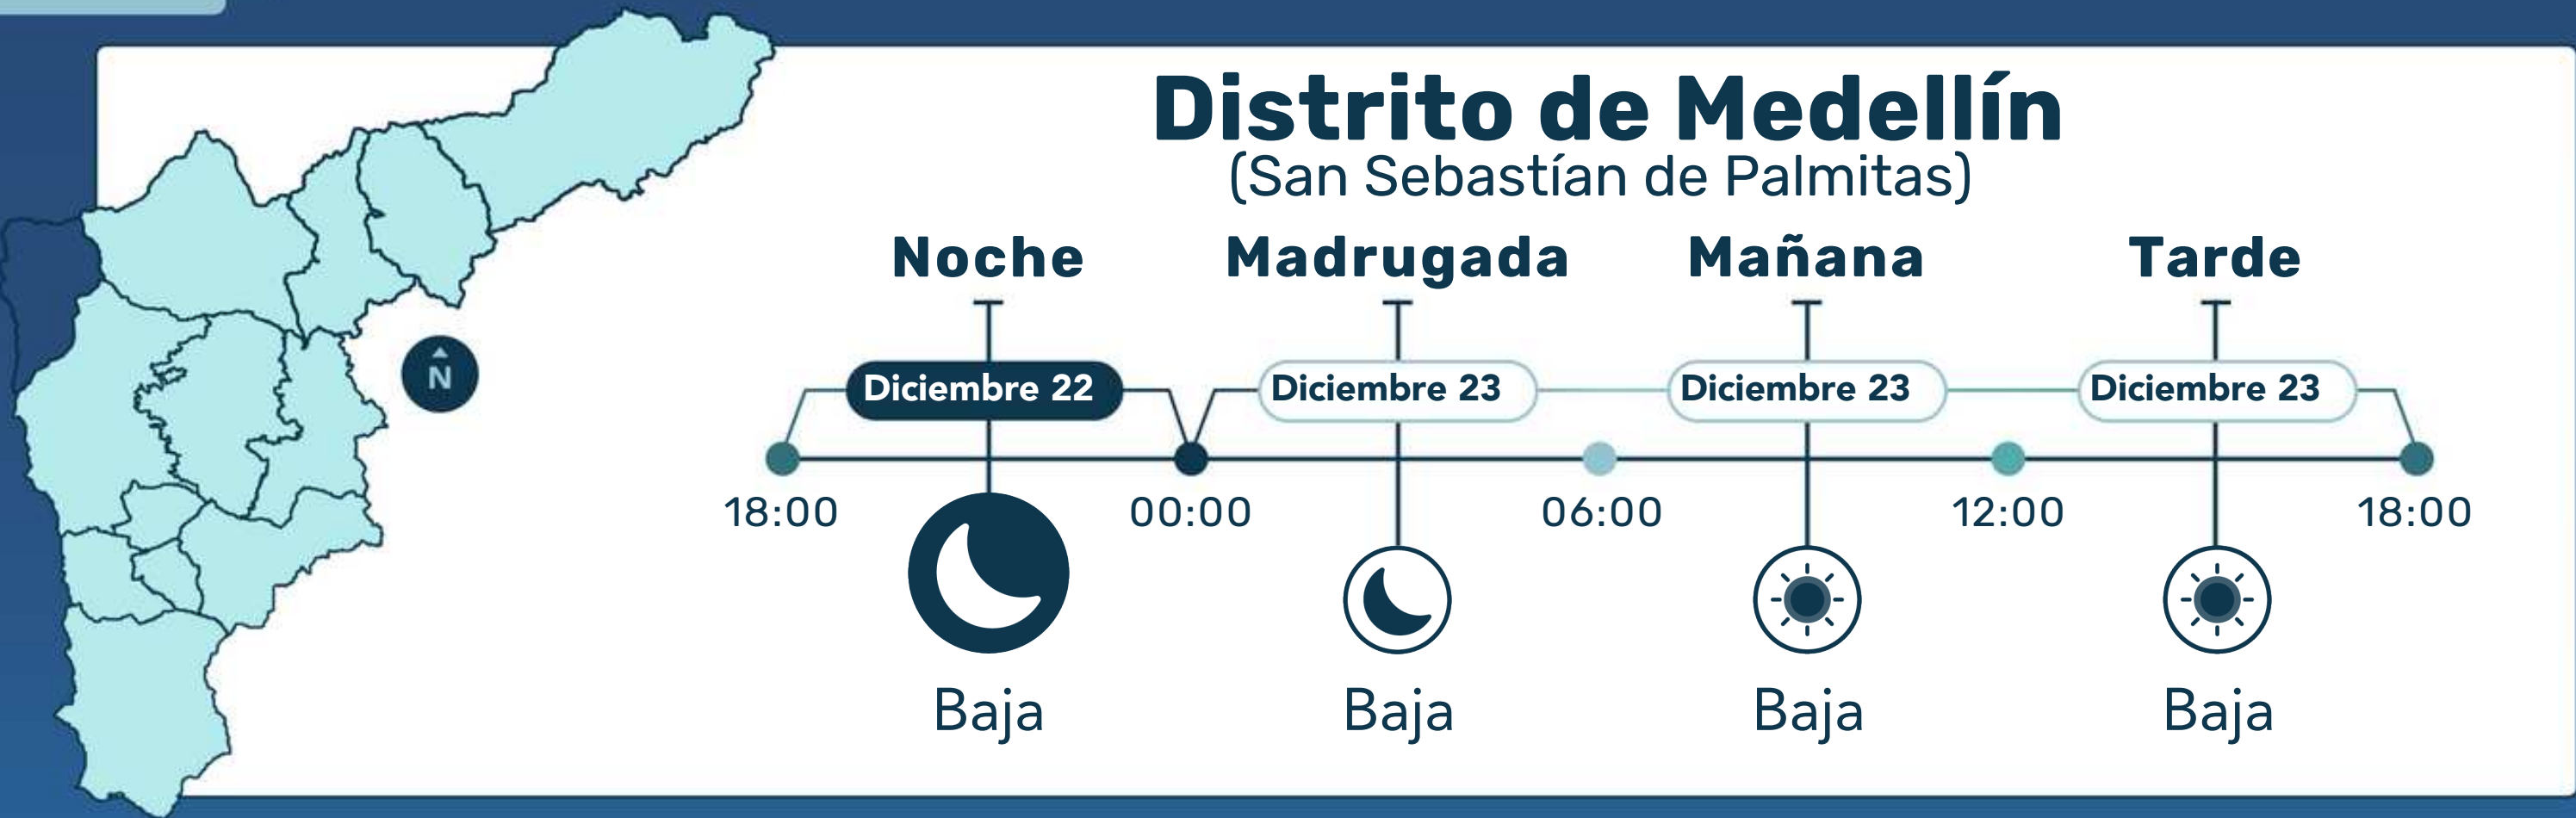 Distrito de Medellín
(San Sebastían de Palmitas)
Noche Madrugada Mañana Tarde
Diciembre 22 Diciembre 23 Diciembre 23 Diciembre 23
N
18:00 00:00 06:00 12:00 18:00
Baja Baja Baja Baja